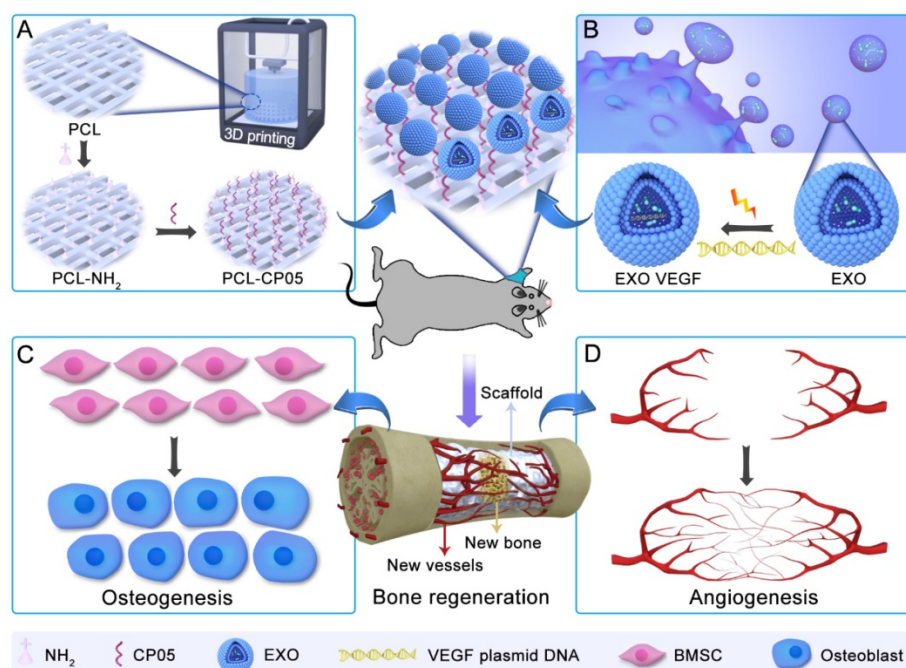 A
PCL
3D printing
PCL-NH₂
PCL-CP05
B
EXO VEGF
EXO
C
Osteogenesis
Scaffold
New bone
New vessels
Bone regeneration
D
Angiogenesis
NH₂
CP05
EXO
VEGF plasmid DNA
BMSC
Osteoblast